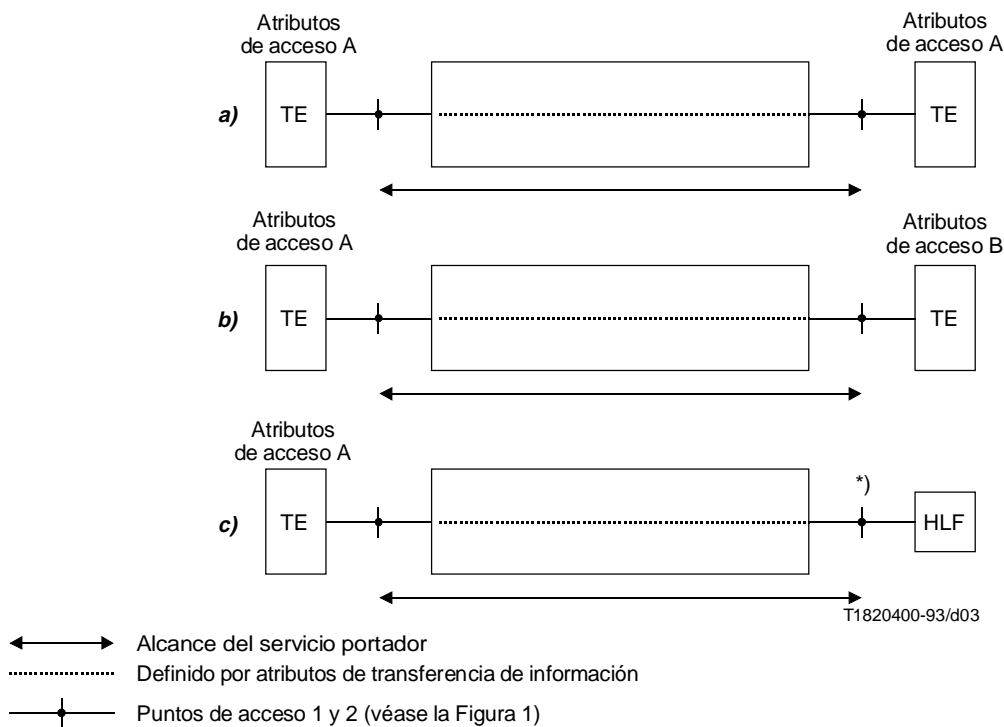 Atributos
de acceso A
Atributos
de acceso A
a)
TE
TE
Atributos
de acceso A
Atributos
de acceso B
b)
TE
TE
Atributos
de acceso A
*)
c)
TE
HLF
T1820400-93/d03
Alcance del servicio portador
Definido por atributos de transferencia de información
Puntos de acceso 1 y 2 (véase la Figura 1)